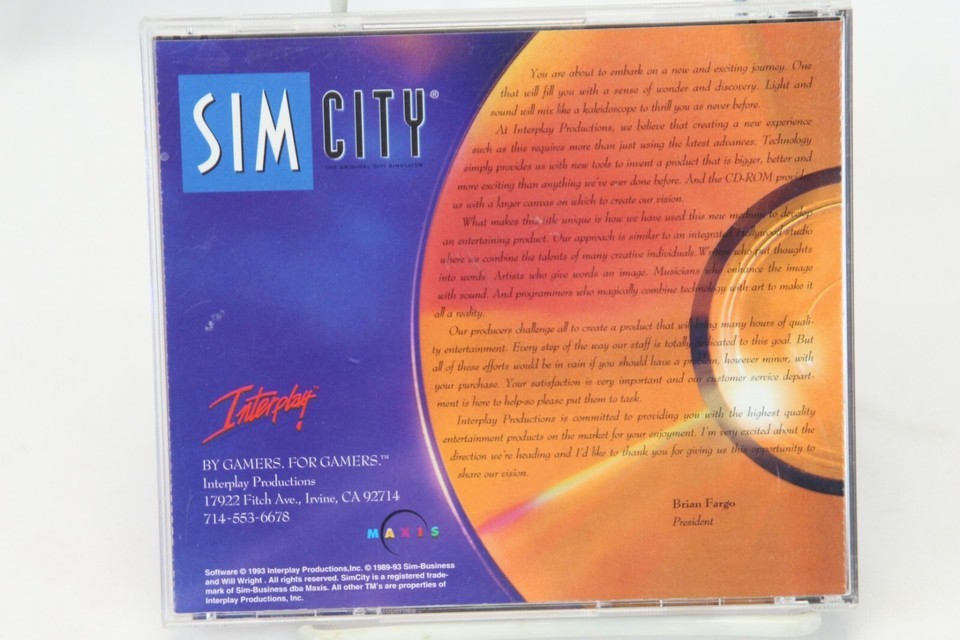 SIM CITY®
THE ORIGINAL CITY SIMULATOR
You are about to embark on a new and exciting journey. One
that will fill you with a sense of wonder and discovery. Light and
sound will mix like a kaleidoscope to thrill you as never before.
At Interplay Productions, we believe that creating a new experience
such as this requires more than just using the latest advances. Technology
simply provides us with new tools to invent a product that is bigger, better and
more exciting than anything we've ever done before. And the CD-ROM provides
us with a larger canvas on which to create our vision.
What makes this title unique is how we have used this new medium to develop
an entertaining product. Our approach is similar to an integrated Hollywood studio
where we combine the talents of many creative individuals. Writers who put thoughts
into words. Artists who give words an image. Musicians who enhance the image
with sound. And programmers who magically combine technology with art to make it
all a reality.
Our producers challenge all to create a product that will bring many hours of quali-
ty entertainment. Every step of the way our staff is totally dedicated to this goal. But
all of these efforts would be in vain if you should have a problem, however minor, with
your purchase. Your satisfaction is very important and our customer service depart-
ment is here to help-so please put them to task.
Interplay Productions is committed to providing you with the highest quality
entertainment products on the market for your enjoyment. I'm very excited about the
direction we're heading and I'd like to thank you for giving us this opportunity to
share our vision.
Brian Fargo
President
Interplay™
BY GAMERS. FOR GAMERS.™
Interplay Productions
17922 Fitch Ave., Irvine, CA 92714
714-553-6678
MAXIS
Software © 1993 Interplay Productions,Inc. © 1989-93 Sim-Business
and Will Wright . All rights reserved. SimCity is a registered trade-
mark of Sim-Business dba Maxis. All other TM's are properties of
Interplay Productions, Inc.